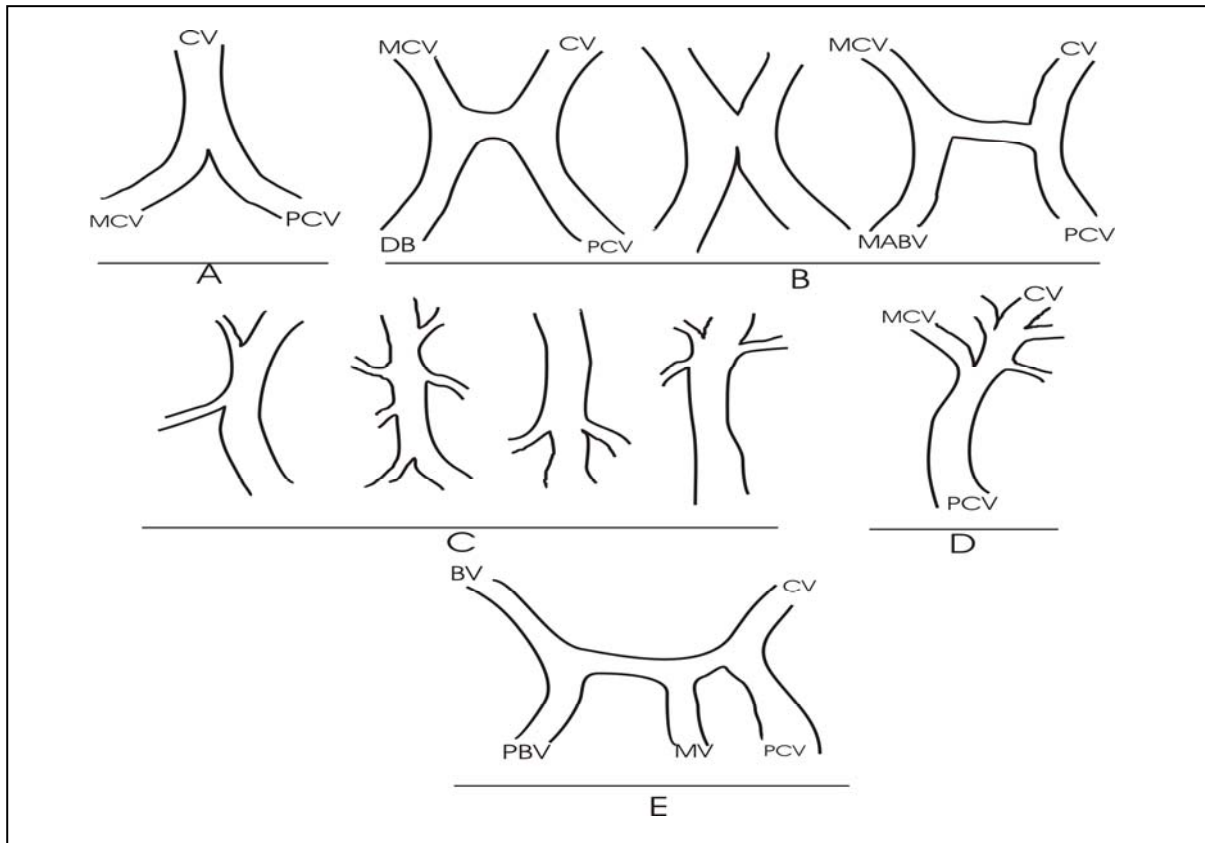 CV
MCV PCV
A
MCV CV MCV CV
DB PCV MABV PCV
B
MCV CV
PCV
C D
BV CV
PBV MV PCV
E